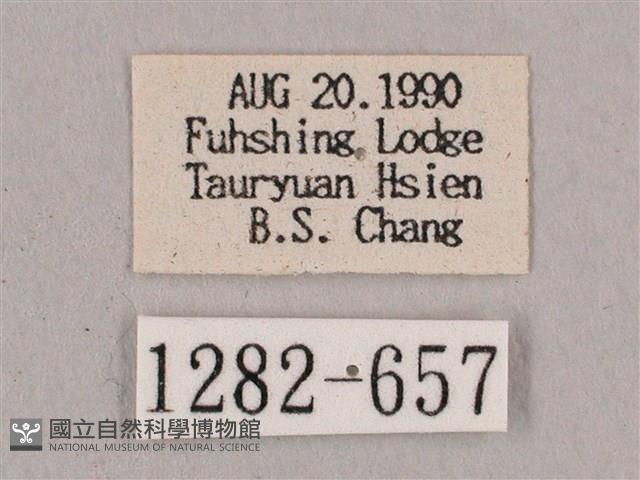 AUG 20.1990
Fuhshing Lodge
Tauryuan Hsien
B.S. Chang
1282-657
國立自然科學博物館
NATIONAL MUSEUM OF NATURAL SCIENCE